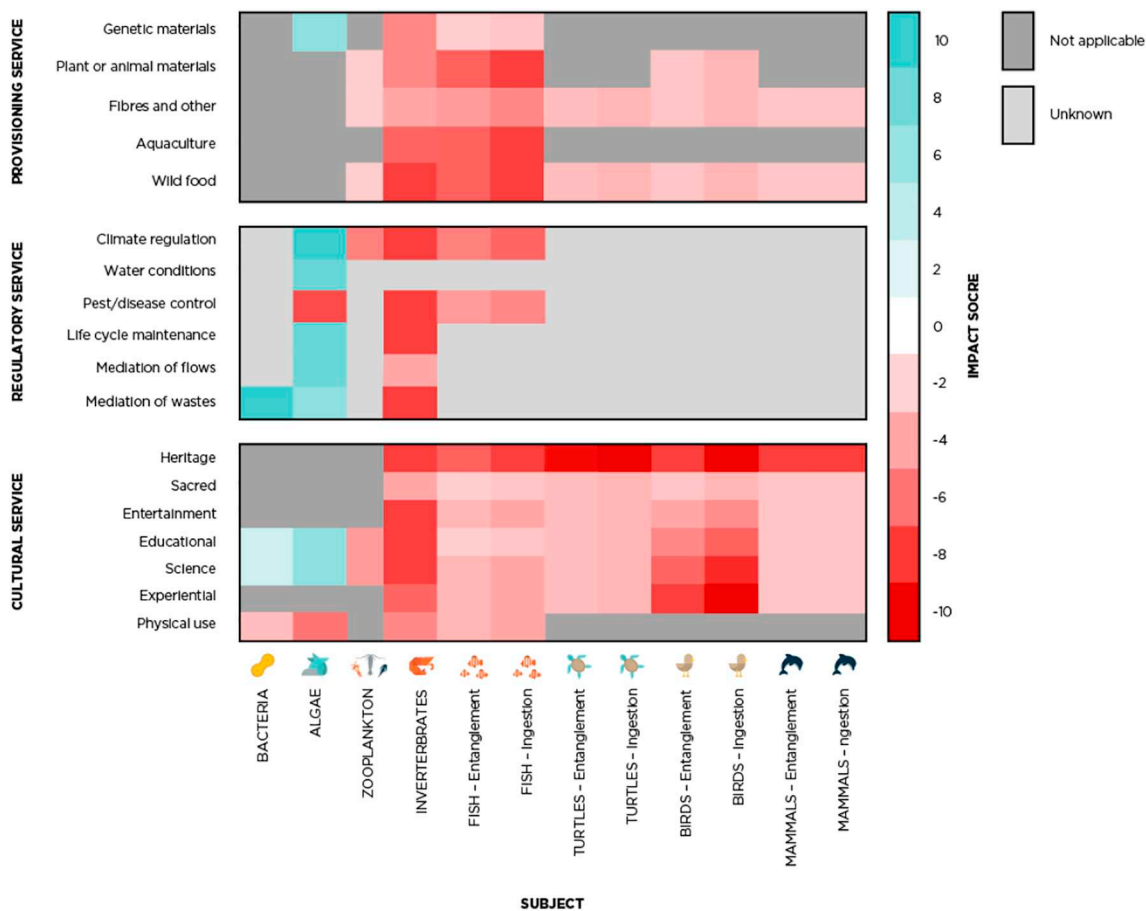 PROVISIONING SERVICE
Genetic materials
Plant or animal materials
Fibres and other
Aquaculture
Wild food
REGULATORY SERVICE
Climate regulation
Water conditions
Pest/disease control
Life cycle maintenance
Mediation of flows
Mediation of wastes
CULTURAL SERVICE
Heritage
Sacred
Entertainment
Educational
Science
Experiential
Physical use
BACTERIA
ALGAE
ZOOPLANKTON
INVERTERBRATES
FISH – Entanglement
FISH – Ingestion
TURTLES – Entanglement
TURTLES – Ingestion
BIRDS – Entanglement
BIRDS – Ingestion
MAMMALS – Entanglement
MAMMALS – ngestion
SUBJECT
10
8
6
4
2
0
-2
-4
-6
-8
-10
IMPACT SOCRE
Not applicable
Unknown